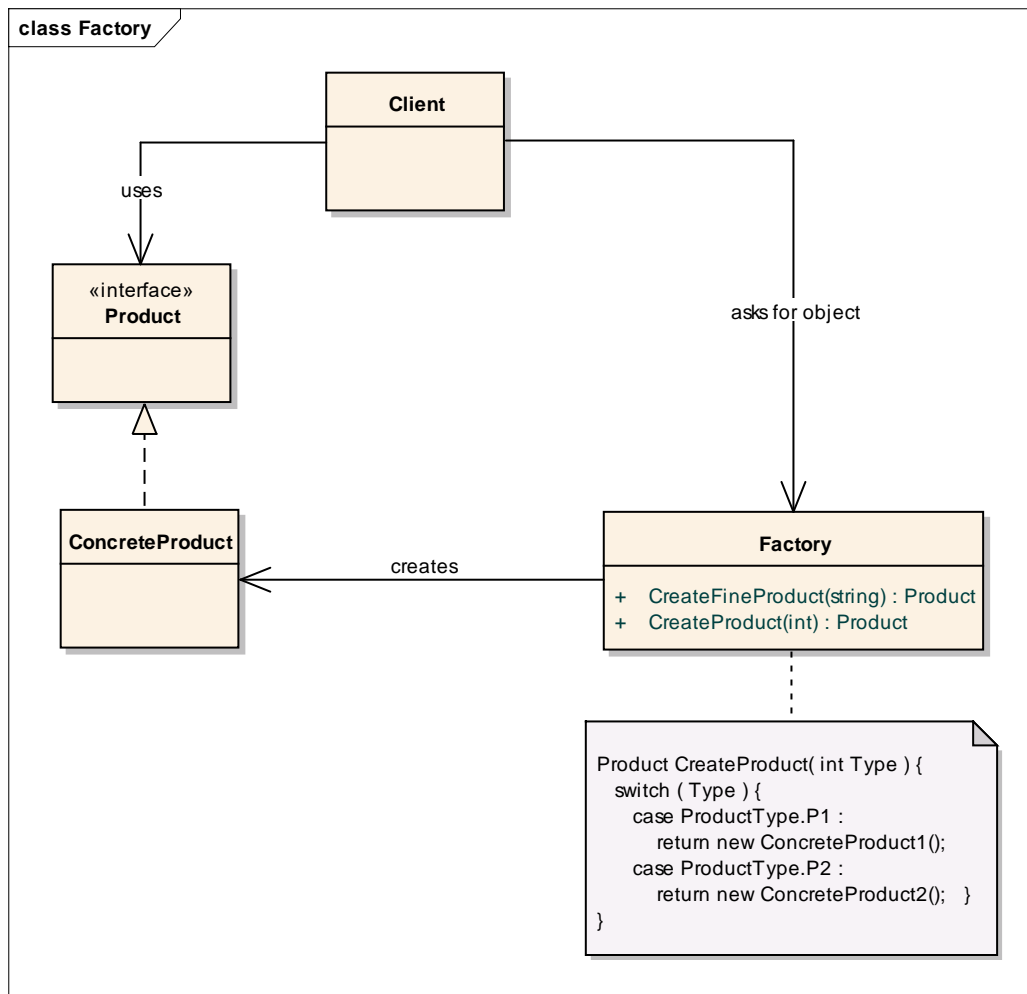 class Factory
Client
uses
«interface»
Product
asks for object
ConcreteProduct
creates
Factory
+ CreateFineProduct(string) : Product
+ CreateProduct(int) : Product
Product CreateProduct( int Type ) {
switch ( Type ) {
case ProductType.P1 :
return new ConcreteProduct1();
case ProductType.P2 :
return new ConcreteProduct2(); }
}